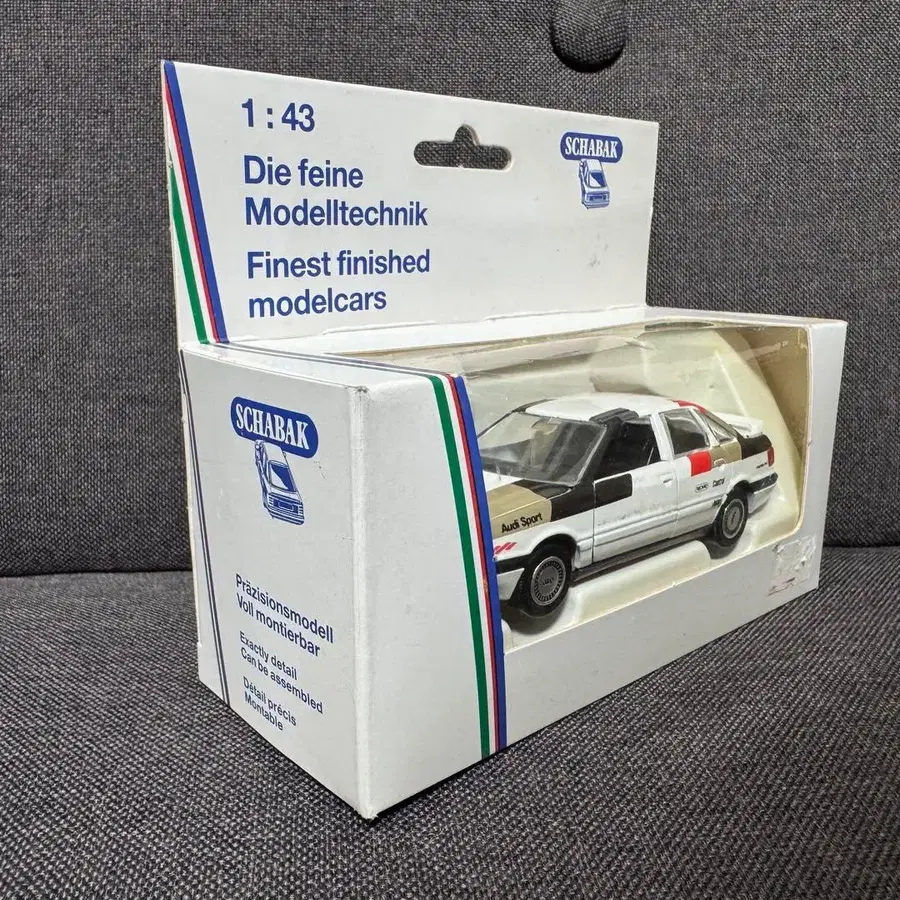 1 : 43
Die feine
Modelltechnik
Finest finished
modelcars
SCHABAK
SCHABAK
Präzisionsmodell
Voll montierbar
Exactly detail
Can be assembled
Détail précis
Montable
Audi Sport
Castrol